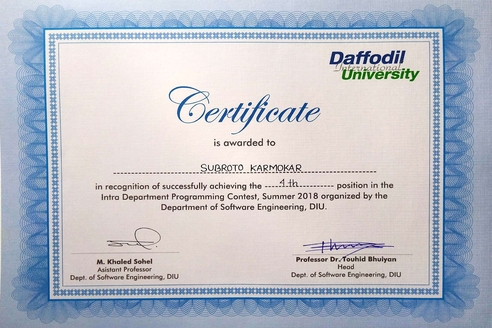 Daffodil
International
University
Certificate
is awarded to
SUBROTO KARMOKAR
in recognition of successfully achieving the 4th position in the
Intra Department Programming Contest, Summer 2018 organized by the
Department of Software Engineering, DIU.
M. Khaled Sohel
Asistant Professor
Dept. of Software Engineering, DIU
Professor Dr. Touhid Bhuiyan
Head
Dept. of Software Engineering, DIU